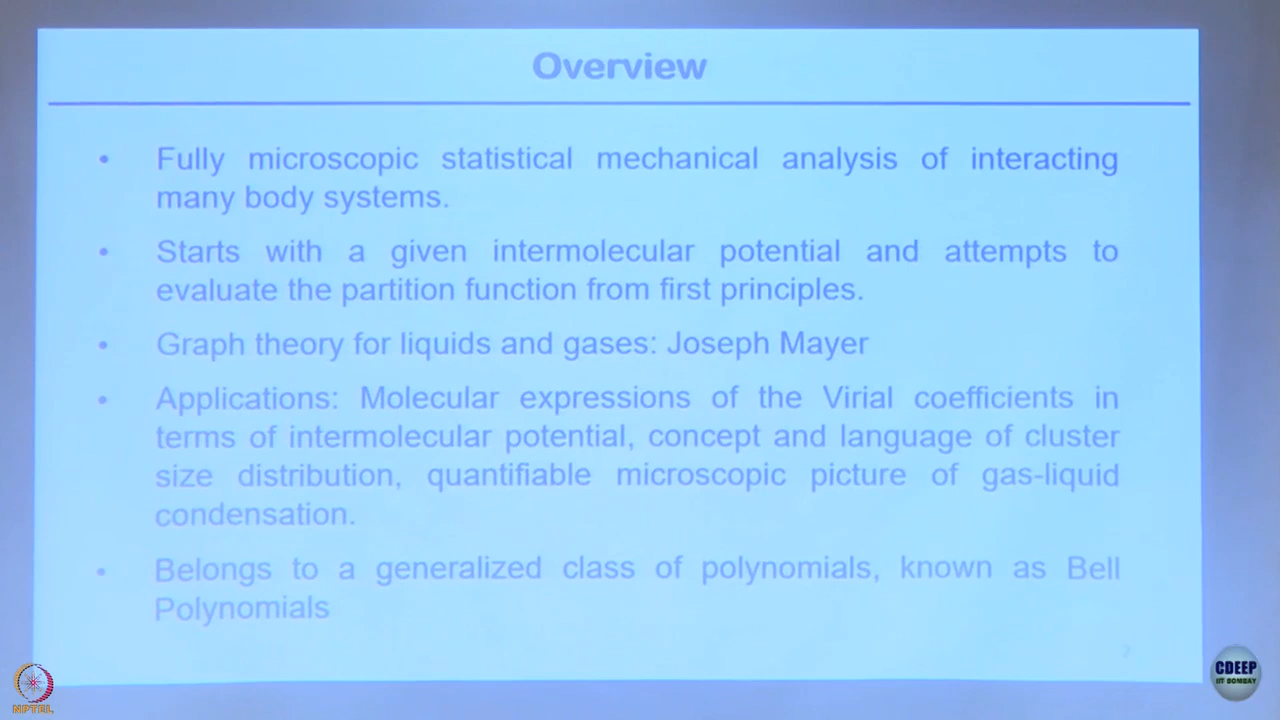 Overview
• Fully microscopic statistical mechanical analysis of interacting
many body systems.
• Starts with a given intermolecular potential and attempts to
evaluate the partition function from first principles.
• Graph theory for liquids and gases: Joseph Mayer
• Applications: Molecular expressions of the Virial coefficients in
terms of intermolecular potential, concept and language of cluster
size distribution, quantifiable microscopic picture of gas-liquid
condensation.
• Belongs to a generalized class of polynomials, known as Bell
Polynomials
7
NPTEL
CDEEP
IIT BOMBAY